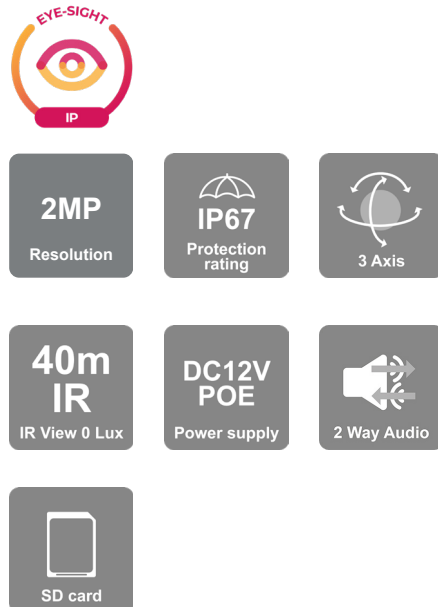 EYE-SIGHT
IP
2MP
Resolution
IP67
Protection
rating
3 Axis
40m
IR
IR View 0 Lux
DC12V
POE
Power supply
2 Way Audio
SD card